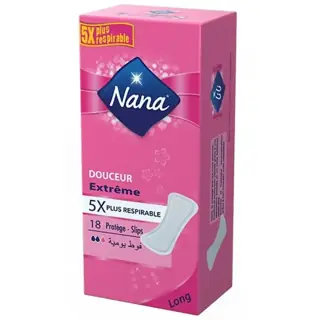 5X plus
respirable
Nana
DOUCEUR
Extrême
5X PLUS RESPIRABLE
18 Protège - Slips
فوط يومية
Long